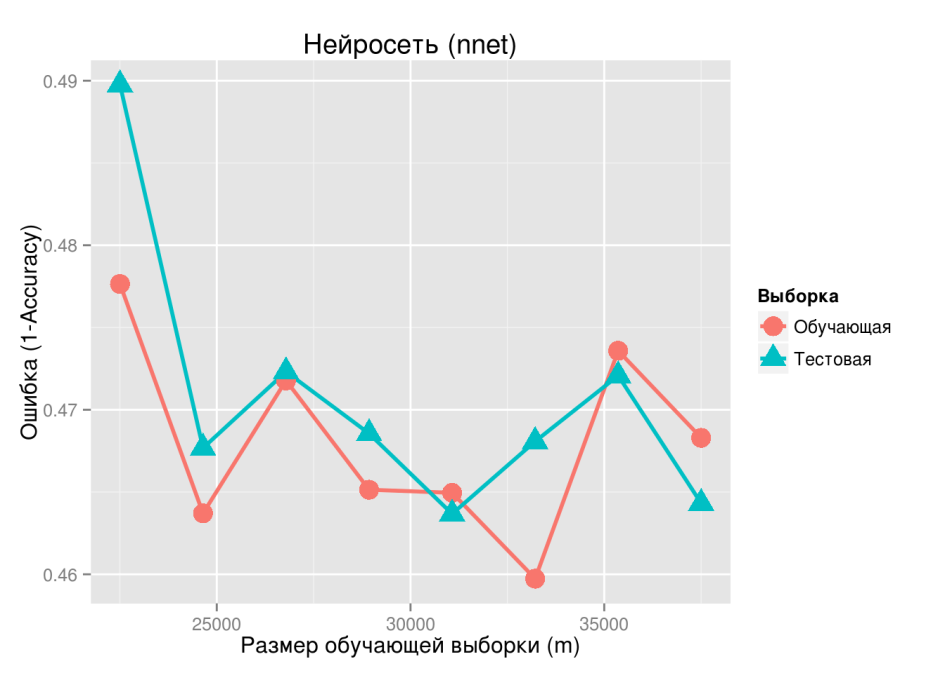 Нейросеть (nnet)
Ошибка (1-Accuracy)
0.49
0.48
0.47
0.46
25000 30000 35000
Размер обучающей выборки (m)
Выборка
Обучающая
Тестовая